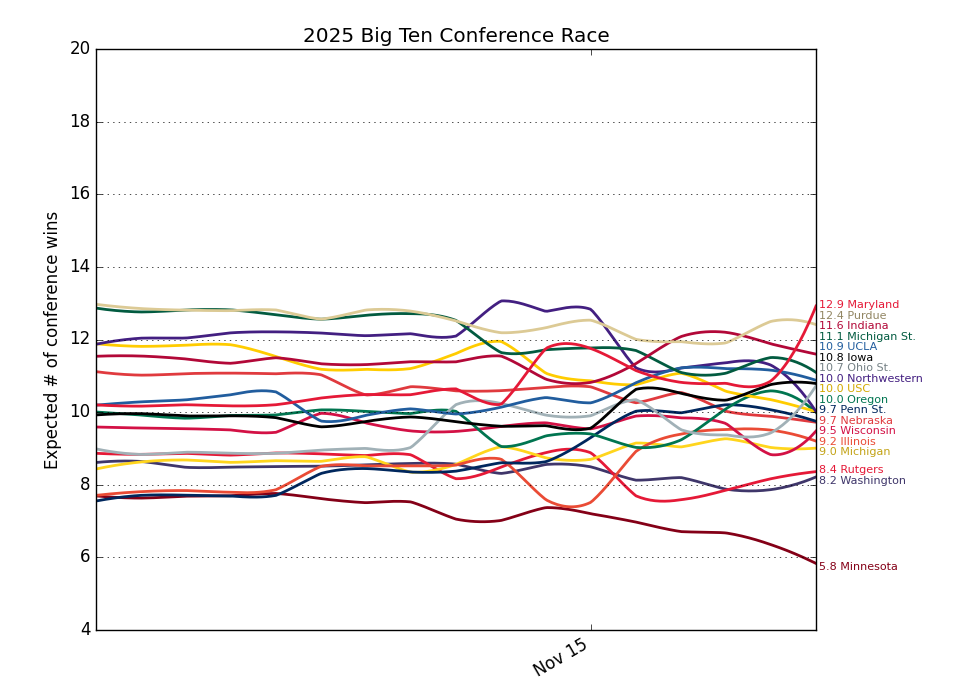 2025 Big Ten Conference Race
Expected # of conference wins
20
18
16
14
12
10
8
6
4
Nov 15
12.9 Maryland
12.4 Purdue
11.6 Indiana
11.1 Michigan St.
10.9 UCLA
10.8 Iowa
10.7 Ohio St.
10.0 Northwestern
10.0 USC
10.0 Oregon
9.7 Penn St.
9.7 Nebraska
9.5 Wisconsin
9.2 Illinois
9.0 Michigan
8.4 Rutgers
8.2 Washington
5.8 Minnesota